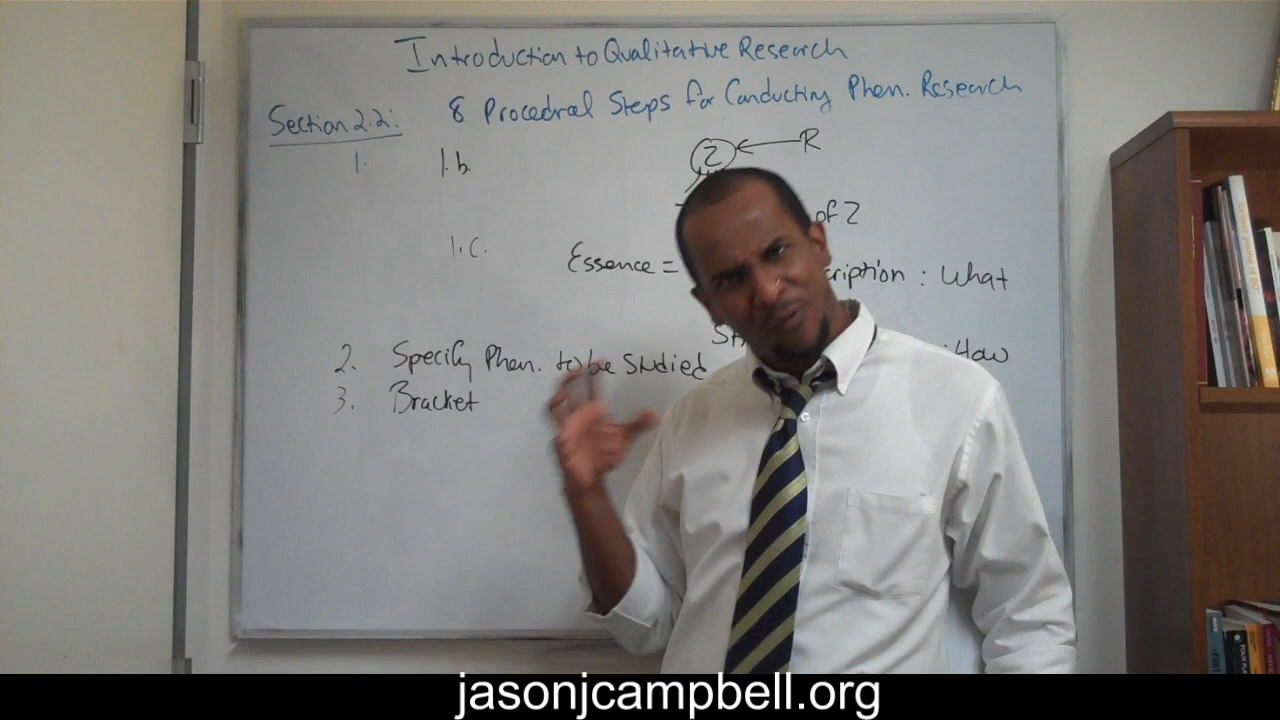 Introduction to Qualitative Research
Section 2.2: 8 Procedral Steps for Conducting Phen. Research
1. 1.b. Z R
of Z
1.c. Essence = cription : What
: How
2. Specify Phen. to be Studied
3. Bracket
jasonjcampbell.org